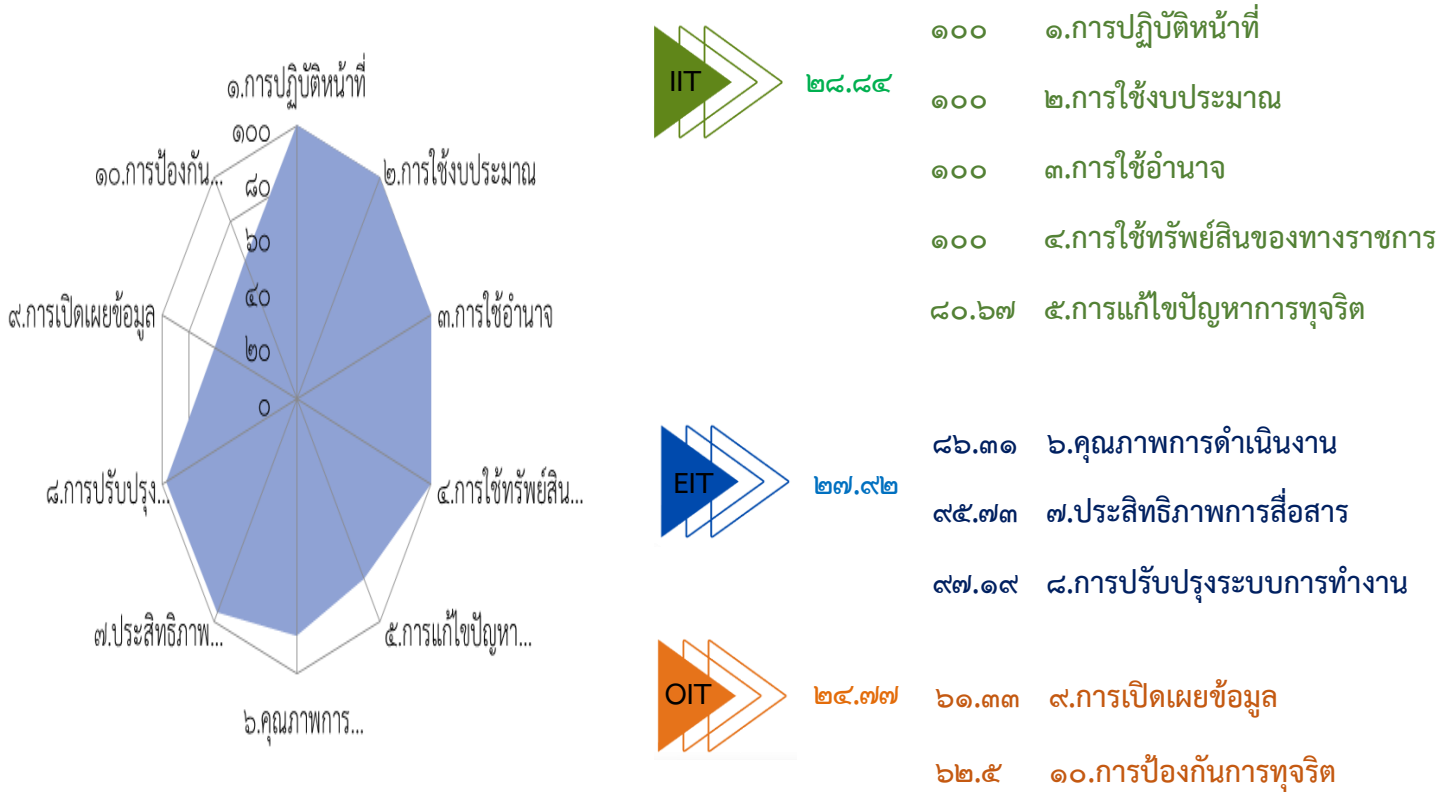 ๑.การปฏิบัติหน้าที่
๑๐๐
๑๐.การป้องกัน...
๘๐
๒.การใช้งบประมาณ
๖๐
๙.การเปิดเผยข้อมูล
๔๐
๓.การใช้อำนาจ
๒๐
๐
๘.การปรับปรุง...
๔.การใช้ทรัพย์สิน...
๗.ประสิทธิภาพ...
๕.การแก้ไขปัญหา...
๖.คุณภาพการ...
IIT ๒๘.๘๔
๑๐๐ ๑.การปฏิบัติหน้าที่
๑๐๐ ๒.การใช้งบประมาณ
๑๐๐ ๓.การใช้อำนาจ
๑๐๐ ๔.การใช้ทรัพย์สินของทางราชการ
๘๐.๖๗ ๕.การแก้ไขปัญหาการทุจริต
EIT ๒๗.๙๒
๘๖.๓๑ ๖.คุณภาพการดำเนินงาน
๙๕.๗๓ ๗.ประสิทธิภาพการสื่อสาร
๙๗.๑๙ ๘.การปรับปรุงระบบการทำงาน
OIT ๒๔.๗๗
๖๑.๓๓ ๙.การเปิดเผยข้อมูล
๖๒.๕ ๑๐.การป้องกันการทุจริต